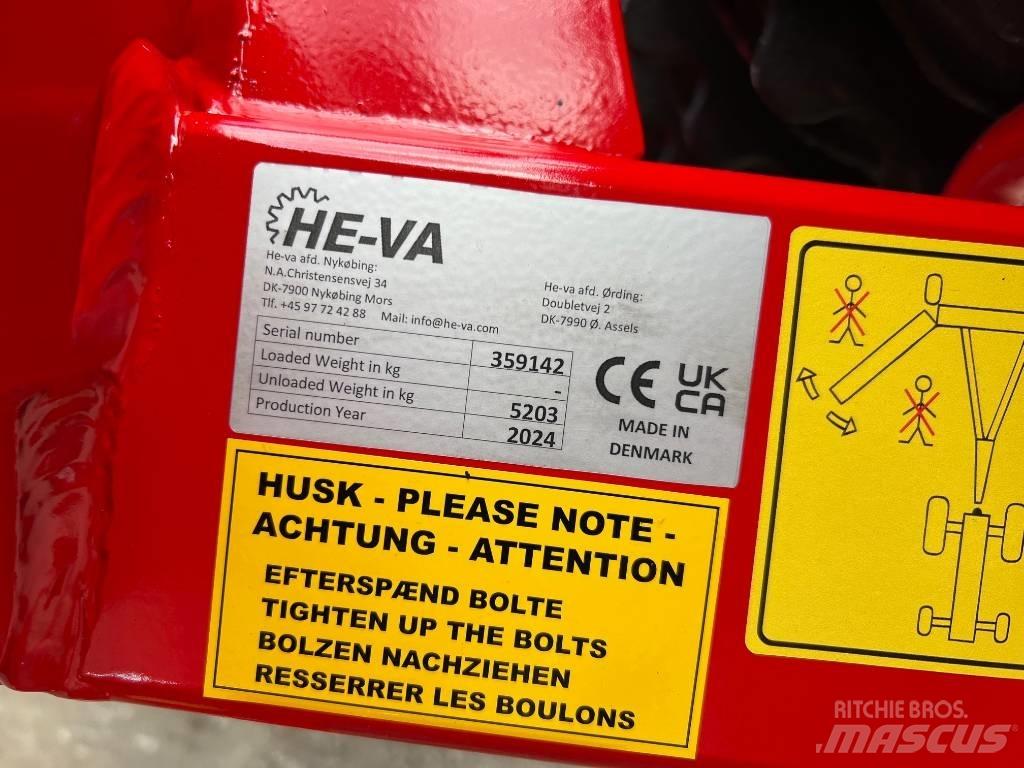 HE-VA
He-va afd. Nykøbing:
N.A.Christensensvej 34
DK-7900 Nykøbing Mors
Tlf. +45 97 72 42 88 Mail: info@he-va.com
He-va afd. Ørding:
Doubletvej 2
DK-7990 Ø. Assels
Serial number 359142
Loaded Weight in kg -
Unloaded Weight in kg 5203
Production Year 2024
CE UK
CA
MADE IN
DENMARK
HUSK - PLEASE NOTE -
ACHTUNG - ATTENTION
EFTERSPÆND BOLTE
TIGHTEN UP THE BOLTS
BOLZEN NACHZIEHEN
RESSERRER LES BOULONS
RITCHIE BROS.
MASCUS